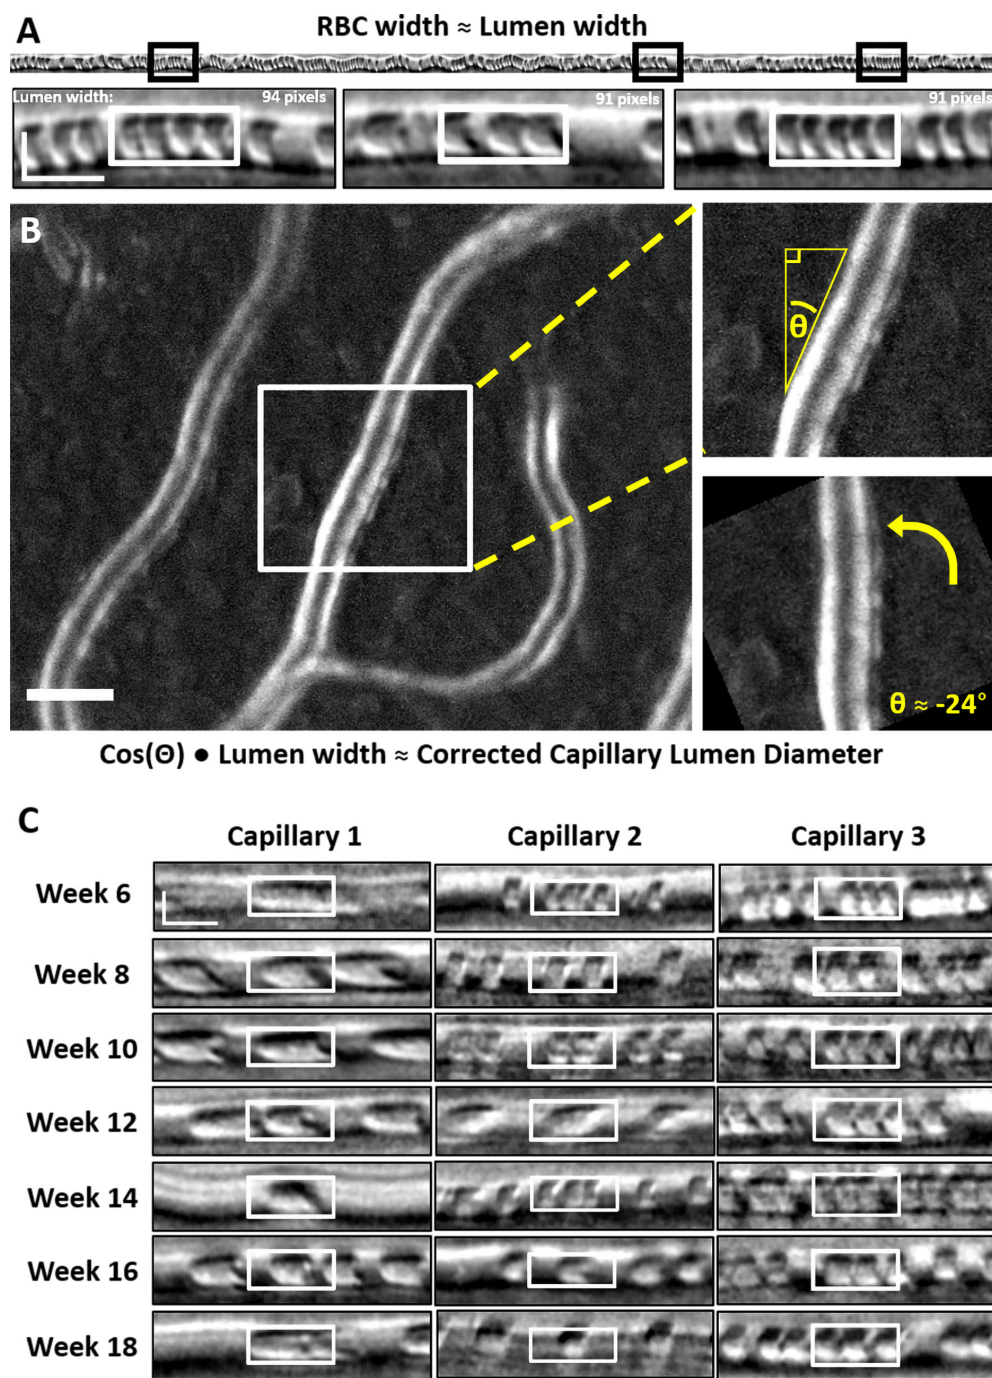 A
RBC width ≈ Lumen width
Lumen width: 94 pixels
91 pixels
91 pixels
B
θ
θ ≈ -24°
Cos(Θ) ● Lumen width ≈ Corrected Capillary Lumen Diameter
C
Capillary 1 Capillary 2 Capillary 3
Week 6
Week 8
Week 10
Week 12
Week 14
Week 16
Week 18